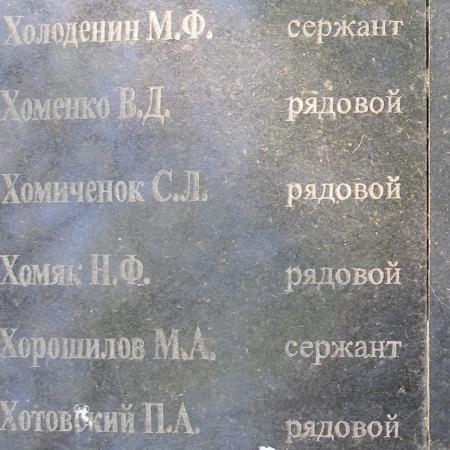 Холоденин М.Ф. сержант
Хоменко В.Д. рядовой
Хомиченок С.Л. рядовой
Хомяк Н.Ф. рядовой
Хорошилов М.А. сержант
Хотовский П.А. рядовой